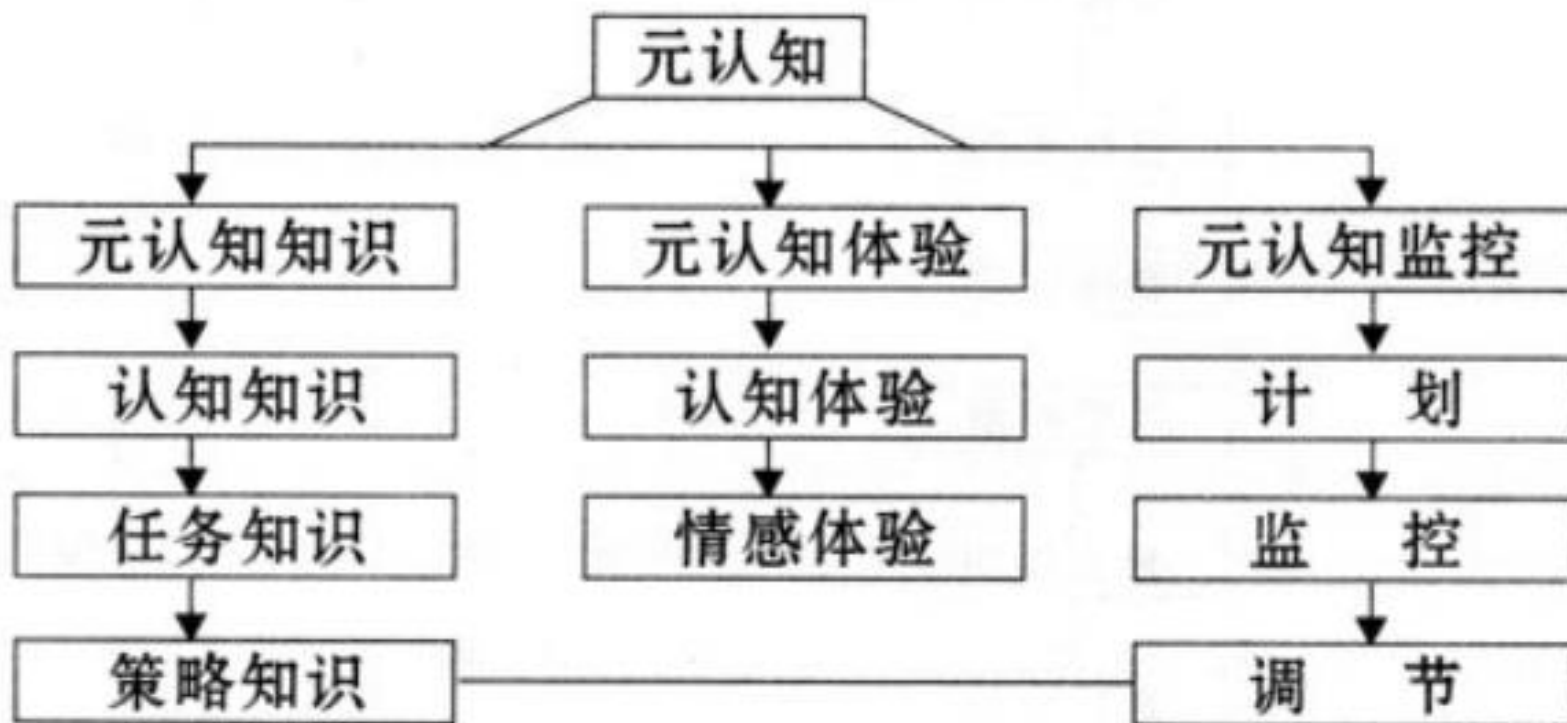 元认知
元认知知识 元认知体验 元认知监控
认知知识 认知体验 计 划
任务知识 情感体验 监 控
策略知识 调 节